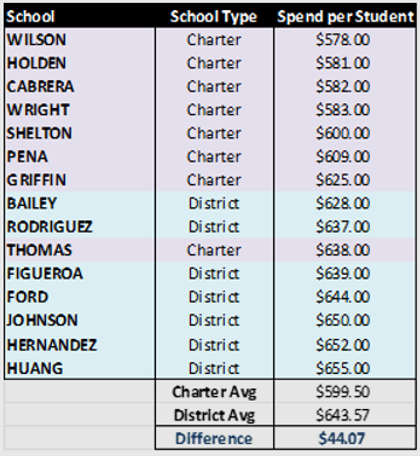 School School Type Spend per Student
WILSON Charter $578.00
HOLDEN Charter $581.00
CABRERA Charter $582.00
WRIGHT Charter $583.00
SHELTON Charter $600.00
PENA Charter $609.00
GRIFFIN Charter $625.00
BAILEY District $628.00
RODRIGUEZ District $637.00
THOMAS Charter $638.00
FIGUEROA District $639.00
FORD District $644.00
JOHNSON District $650.00
HERNANDEZ District $652.00
HUANG District $655.00
Charter Avg $599.50
District Avg $643.57
Difference $44.07